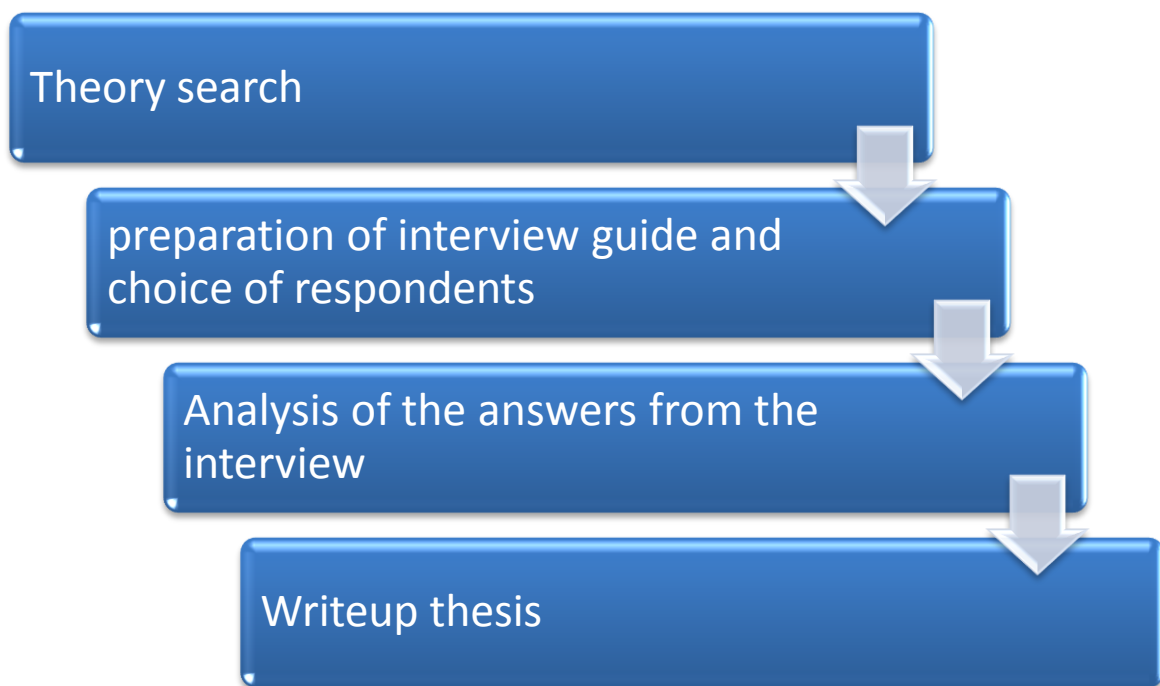 Theory search
preparation of interview guide and
choice of respondents
Analysis of the answers from the
interview
Writeup thesis